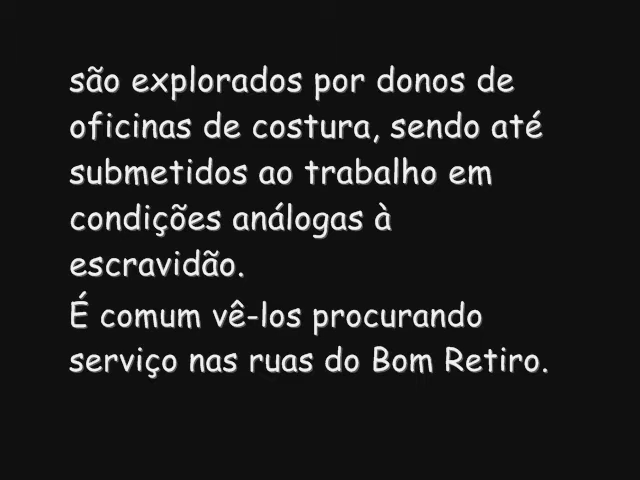 são explorados por donos de
oficinas de costura, sendo até
submetidos ao trabalho em
condições análogas à
escravidão.
É comum vê-los procurando
serviço nas ruas do Bom Retiro.